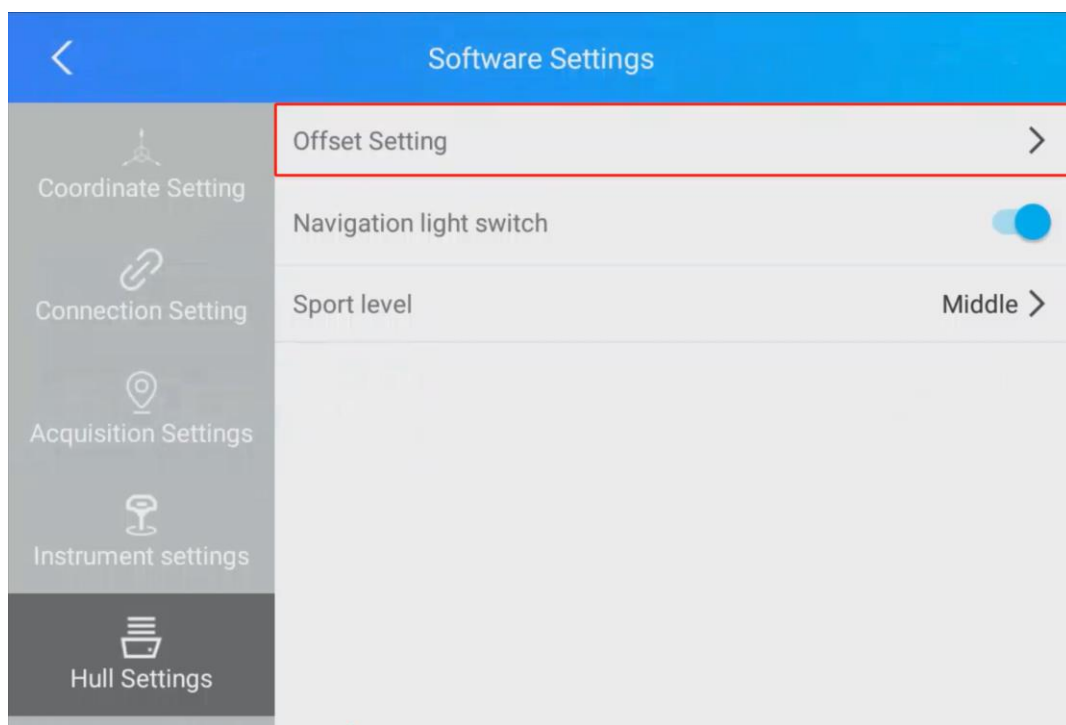 Software Settings
Coordinate Setting
Connection Setting
Acquisition Settings
Instrument settings
Hull Settings
Offset Setting
Navigation light switch
Sport level Middle